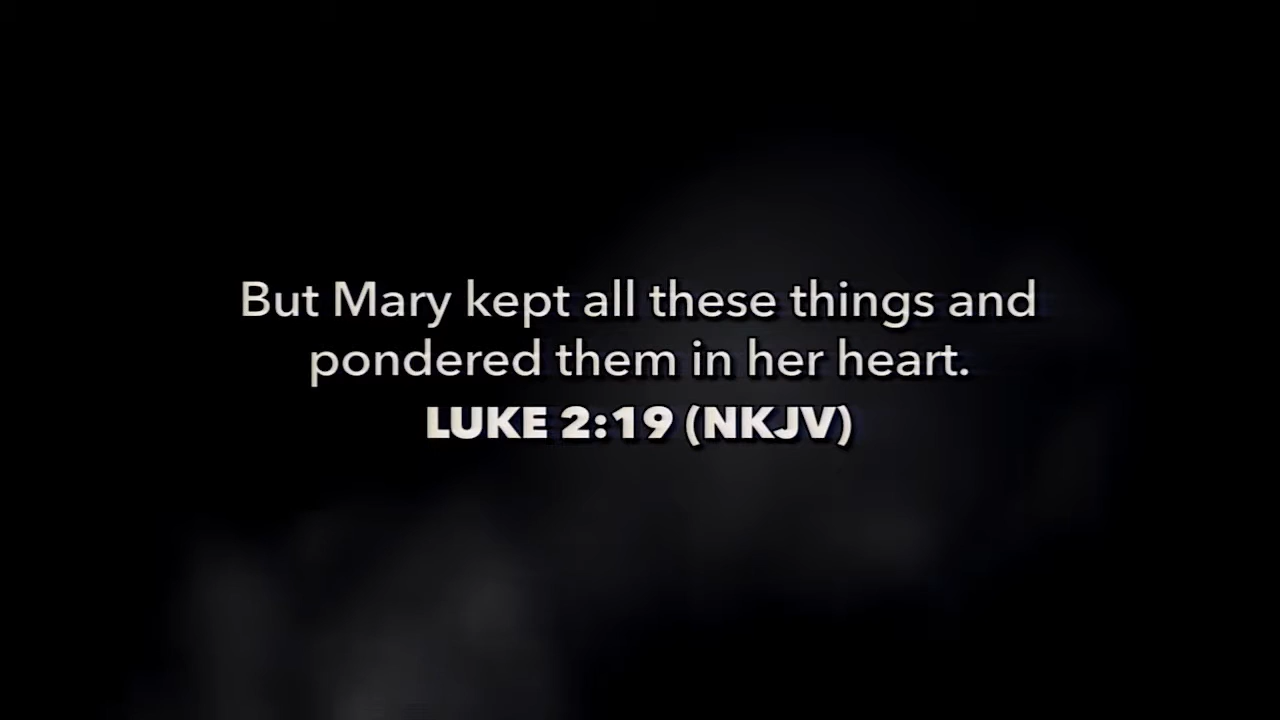 But Mary kept all these things and
pondered them in her heart.
LUKE 2:19 (NKJV)